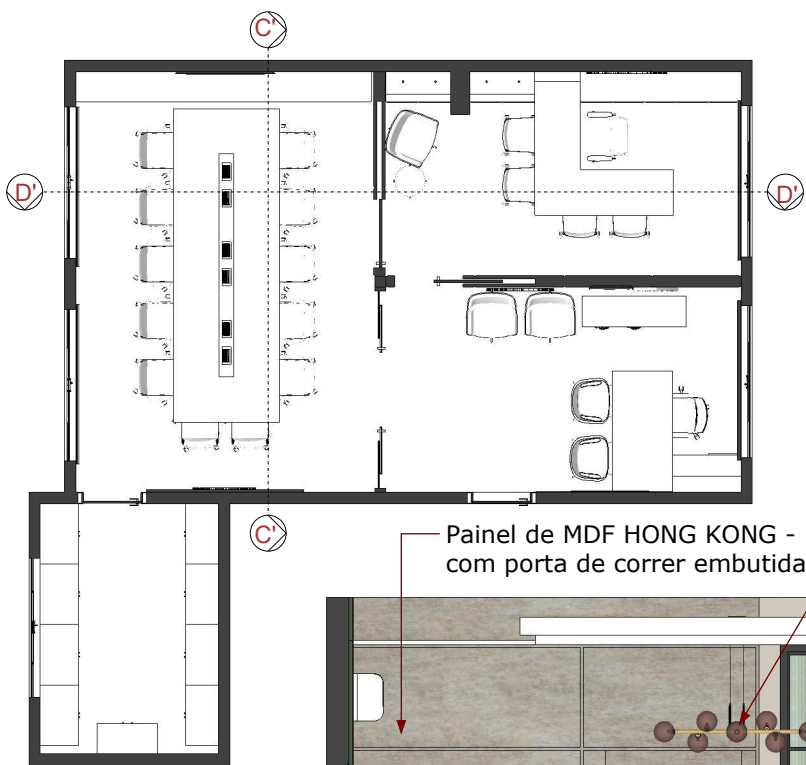 C'
D'
D'
C'
Painel de MDF HONG KONG -
com porta de correr embutida